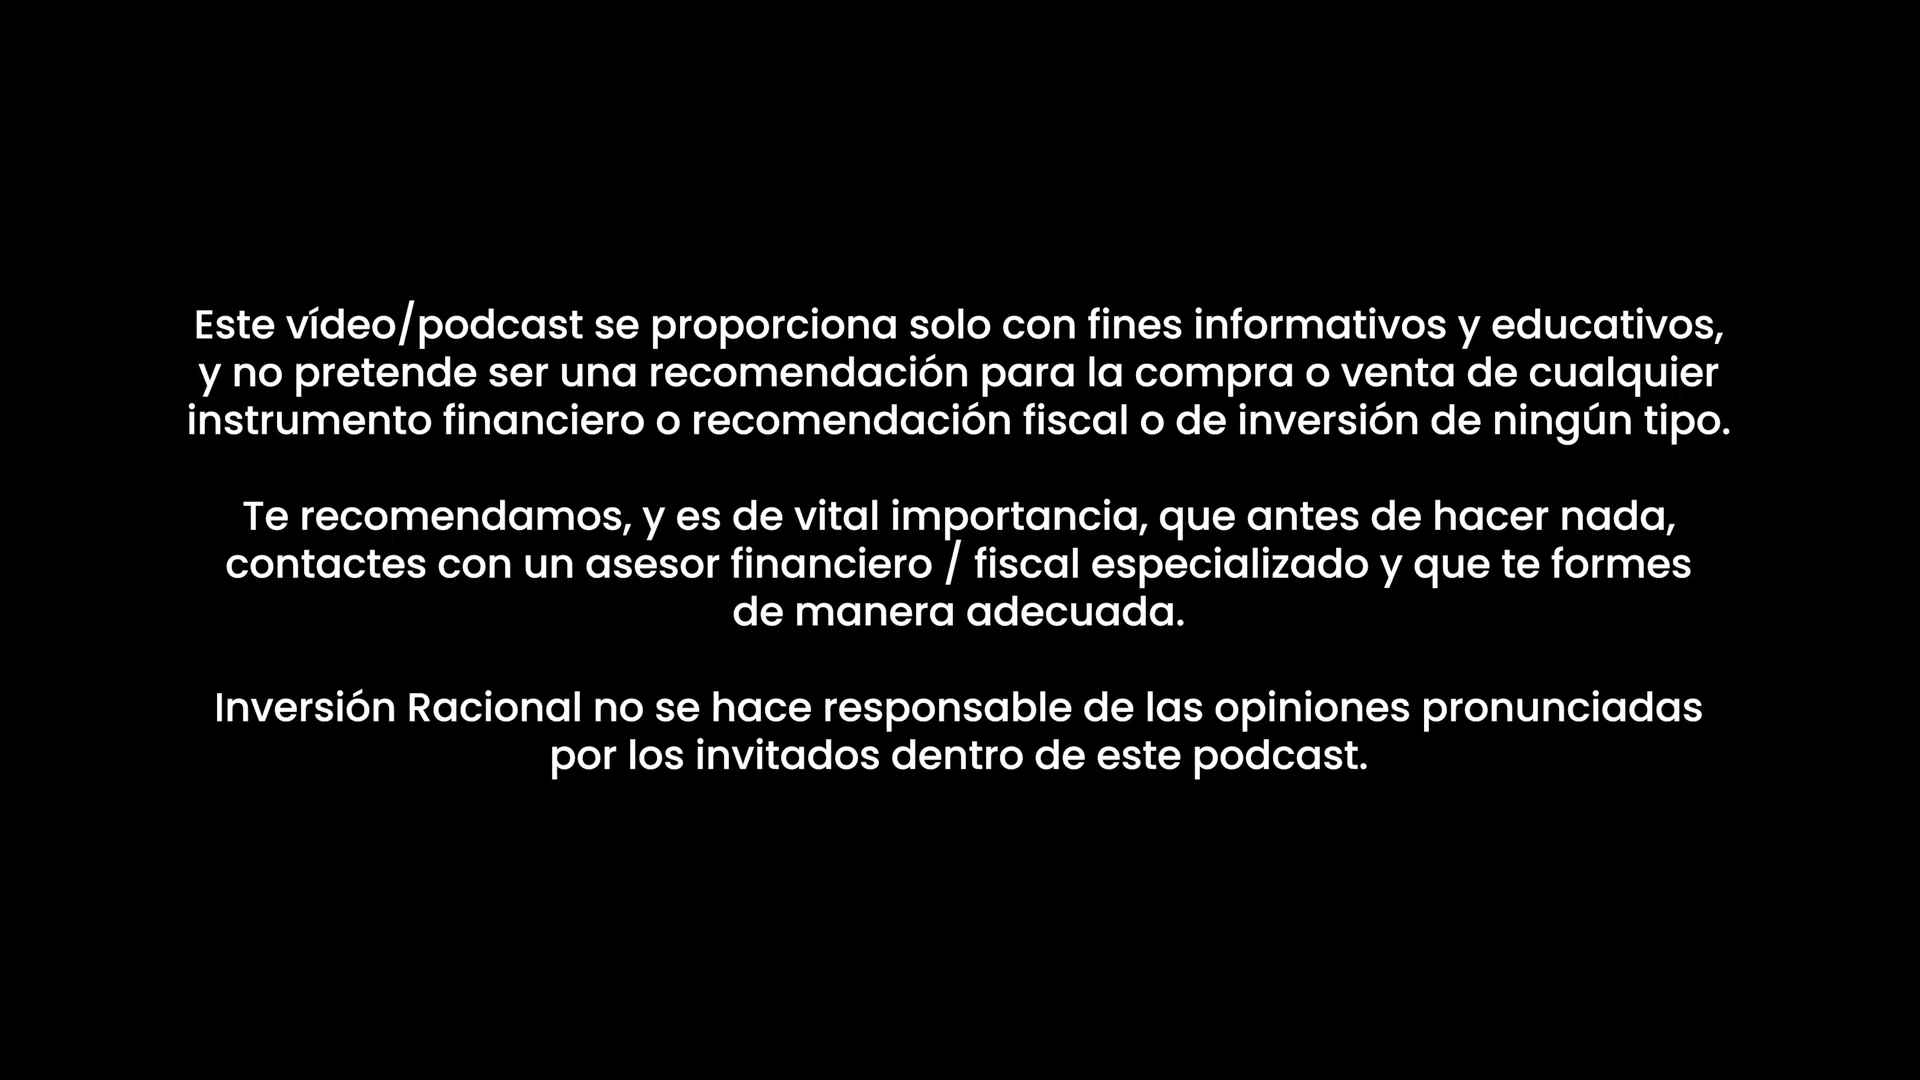 Este vídeo/podcast se proporciona solo con fines informativos y educativos,
y no pretende ser una recomendación para la compra o venta de cualquier
instrumento financiero o recomendación fiscal o de inversión de ningún tipo.
Te recomendamos, y es de vital importancia, que antes de hacer nada,
contactes con un asesor financiero / fiscal especializado y que te formes
de manera adecuada.
Inversión Racional no se hace responsable de las opiniones pronunciadas
por los invitados dentro de este podcast.